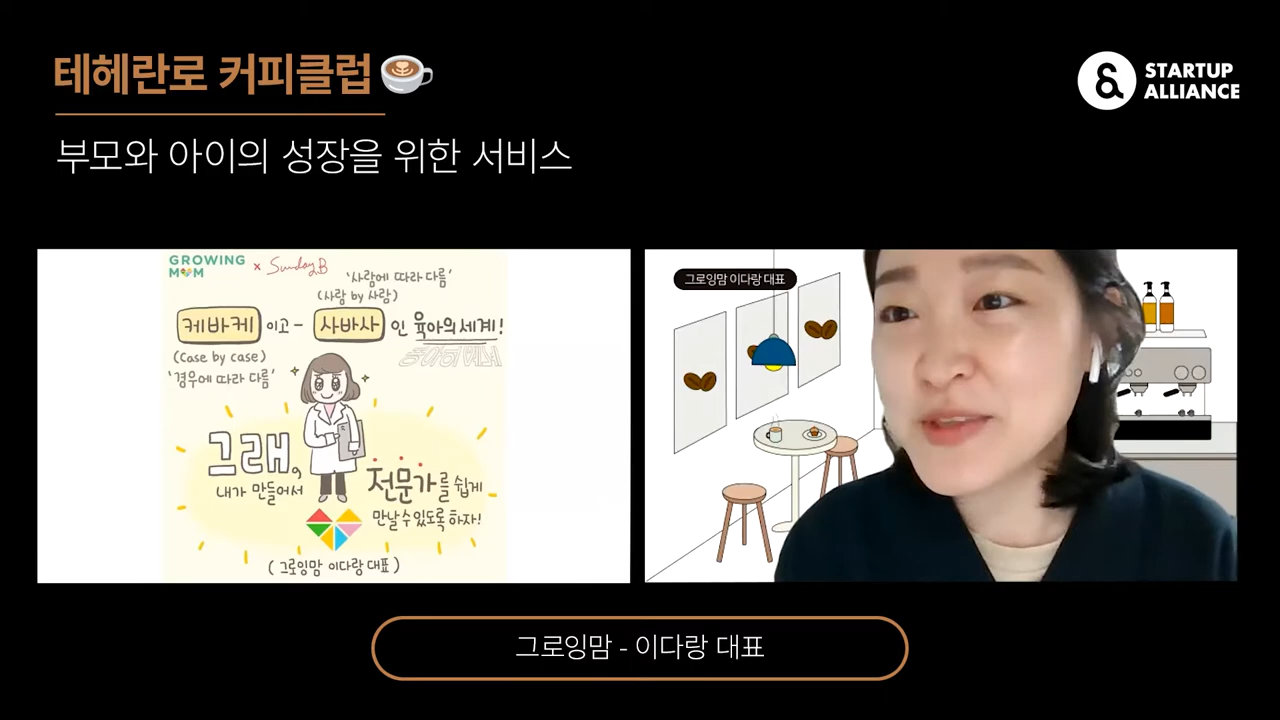 테헤란로 커피클럽
STARTUP
ALLIANCE
부모와 아이의 성장을 위한 서비스
GROWING
MOM
x Sunday B
'사람에 따라 다름'
(사람 by 사람)
케바케 이고- 사바사 인 육아의 세계!
(Case by case)
'경우에 따라 다름'
그래,
내가 만들어서
전문가를 쉽게
만날 수 있도록 하자!
(그로잉맘 이다랑 대표)
그로잉맘 이다랑 대표
그로잉맘 - 이다랑 대표